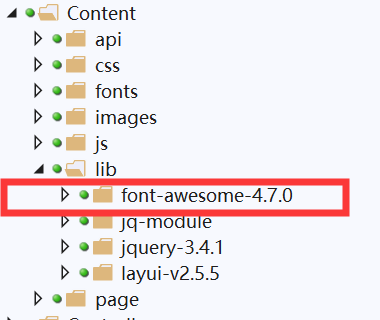 Content
api
css
fonts
images
js
lib
font-awesome-4.7.0
jq-module
jquery-3.4.1
layui-v2.5.5
page